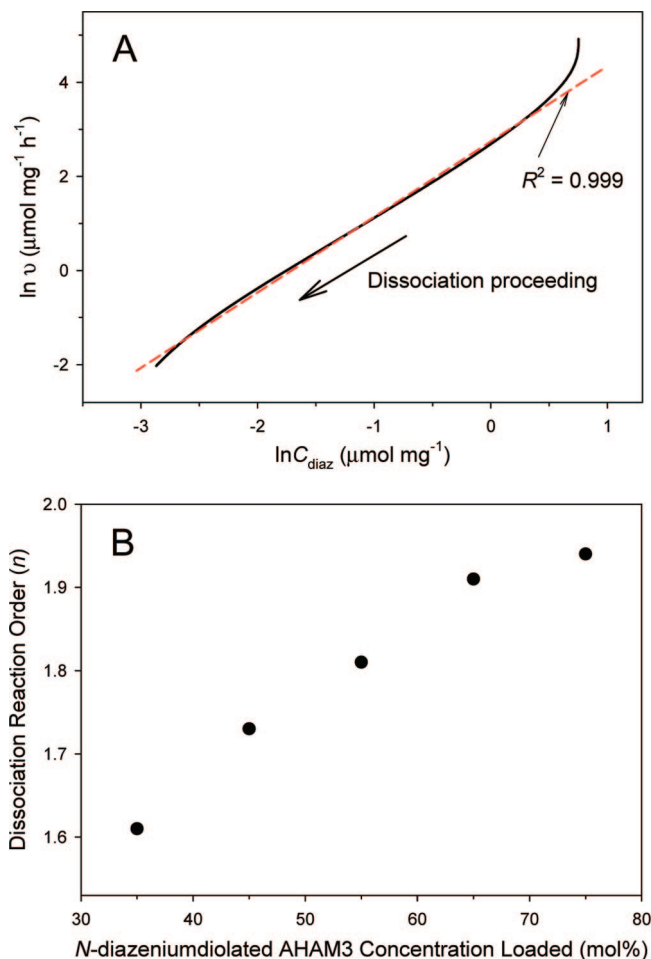 A
4
2
0
-2
ln υ (μmol mg⁻¹ h⁻¹)
R² = 0.999
Dissociation proceeding
-3
-2
-1
0
1
lnC_diaz (μmol mg⁻¹)
B
2.0
1.9
1.8
1.7
1.6
Dissociation Reaction Order (n)
30
40
50
60
70
80
N-diazeniumdiolated AHAM3 Concentration Loaded (mol%)